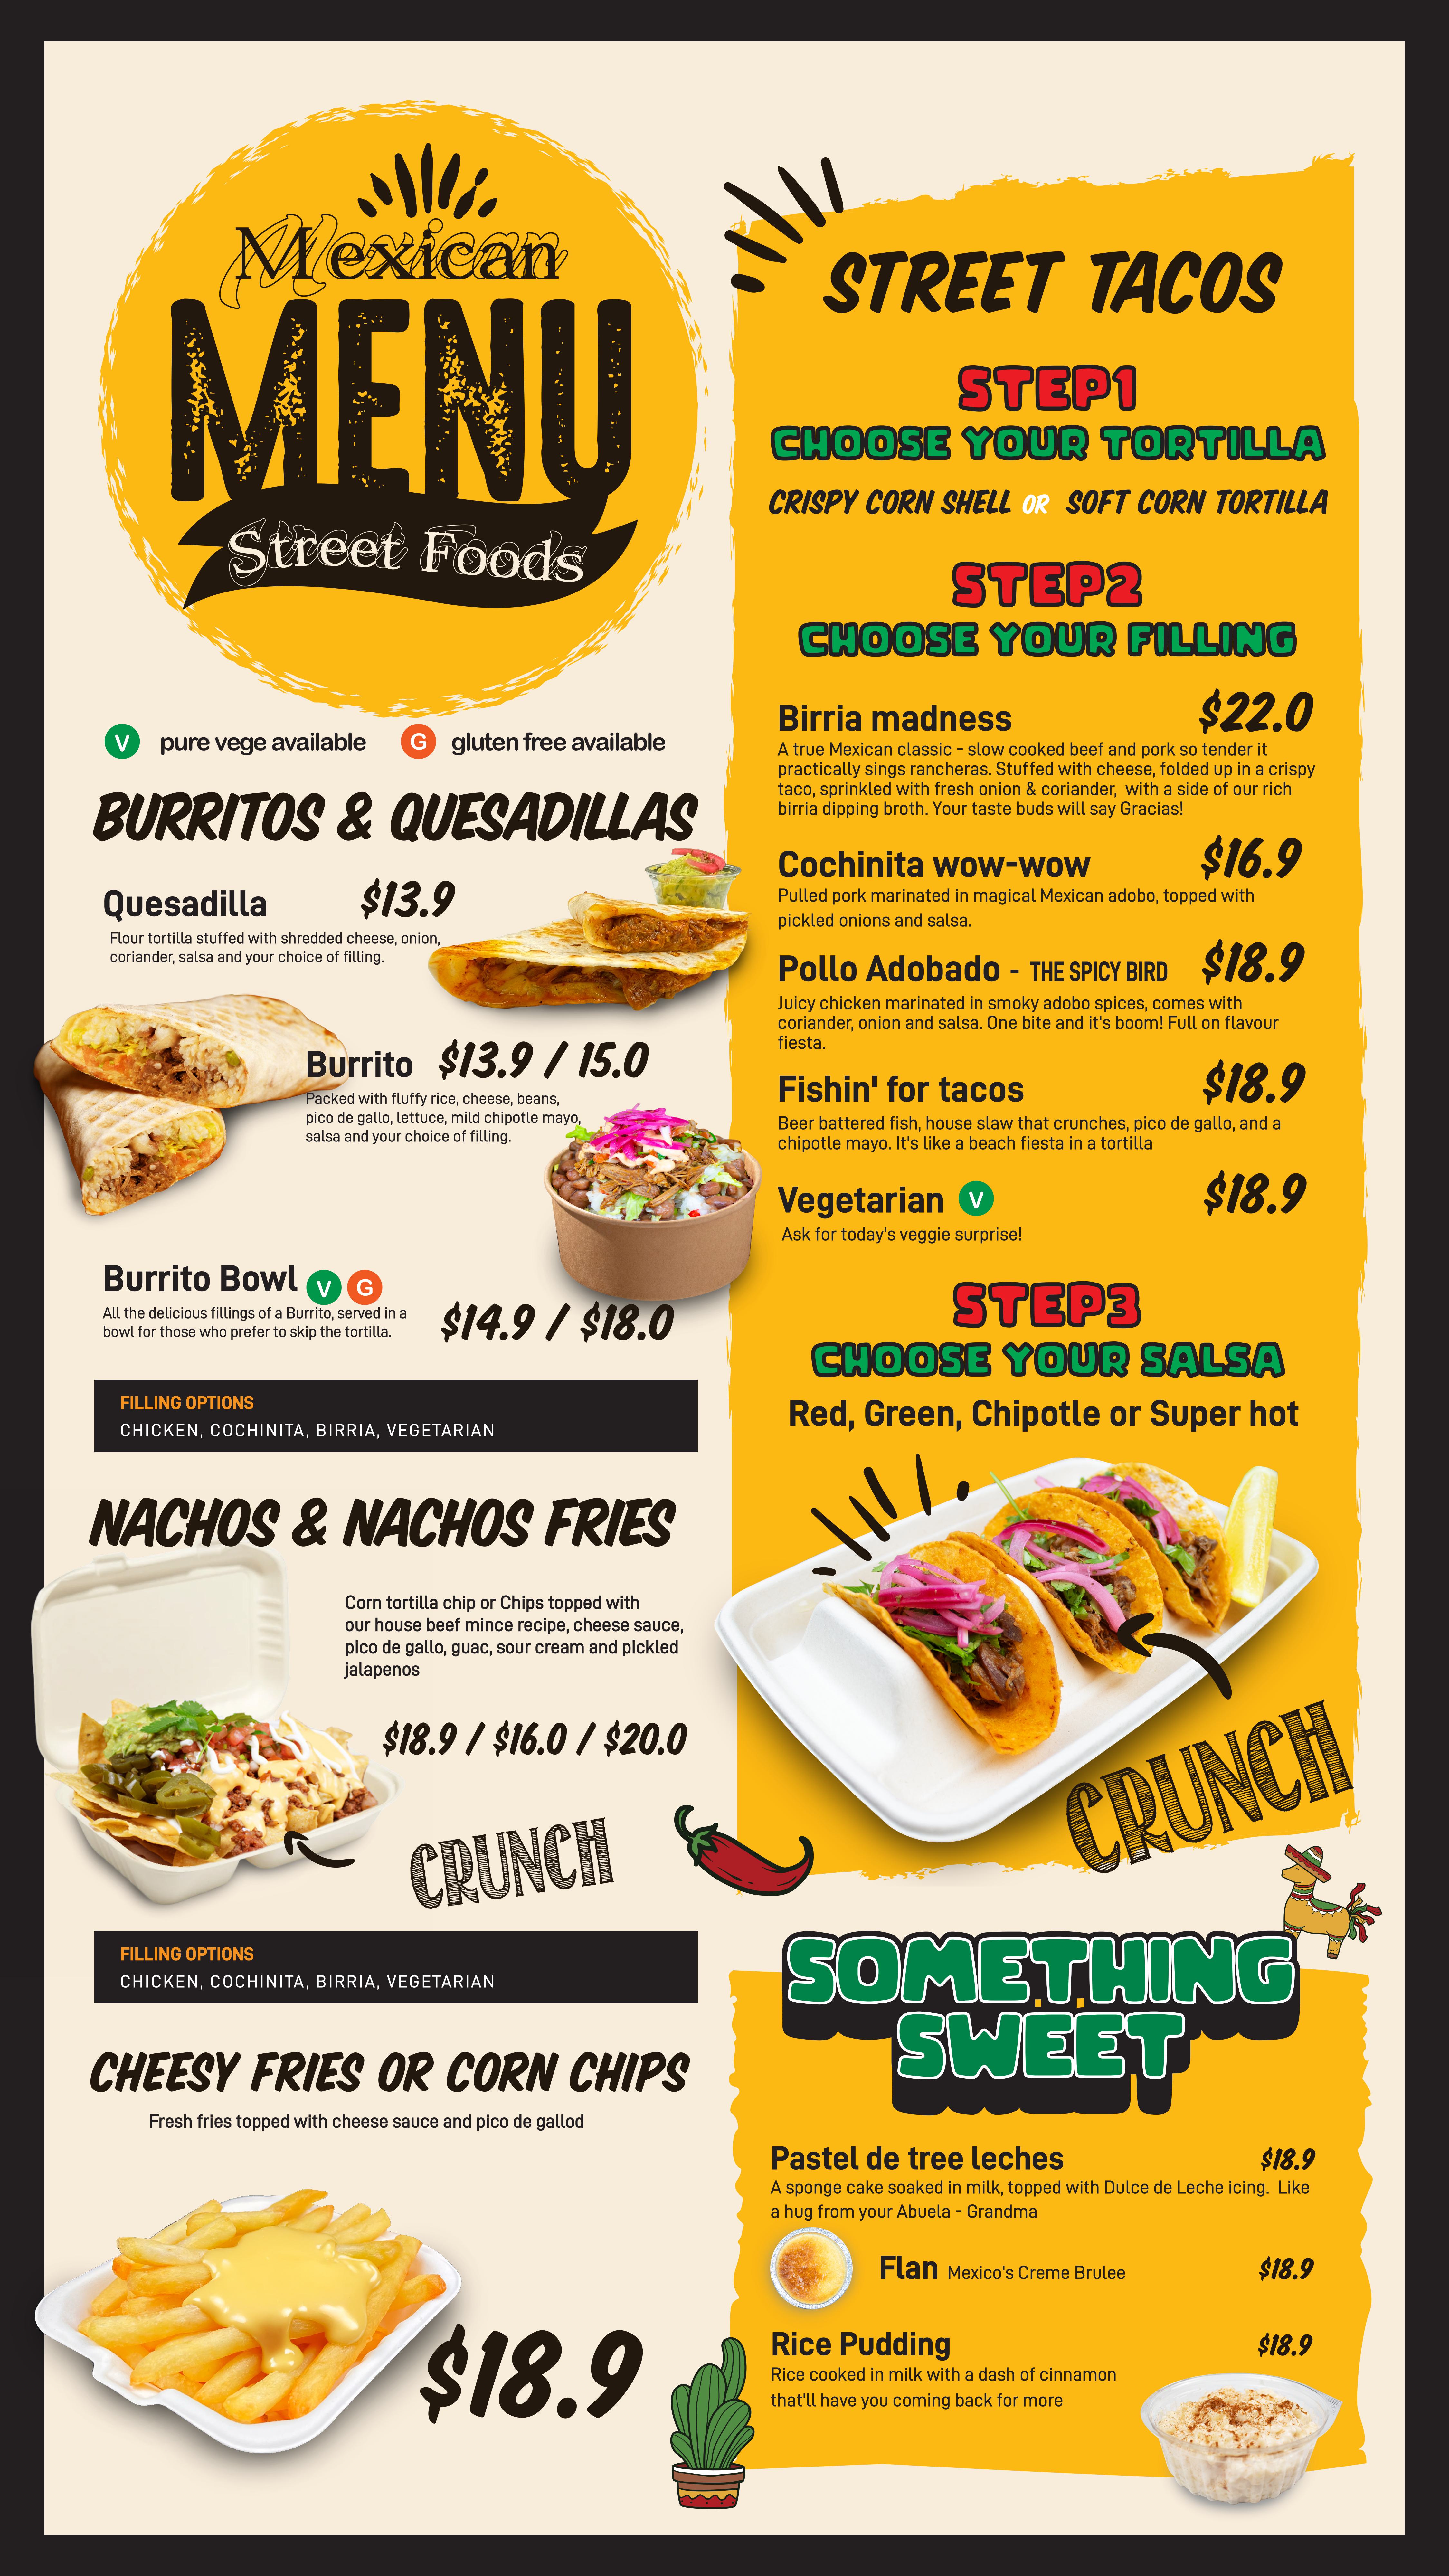 Mexican
MENU
Street Foods
V pure vege available G gluten free available
BURRITOS & QUESADILLAS
Quesadilla $13.9
Flour tortilla stuffed with shredded cheese, onion,
coriander, salsa and your choice of filling.
Burrito $13.9 / 15.0
Packed with fluffy rice, cheese, beans,
pico de gallo, lettuce, mild chipotle mayo,
salsa and your choice of filling.
Burrito Bowl V G
All the delicious fillings of a Burrito, served in a
bowl for those who prefer to skip the tortilla.
$14.9 / $18.0
FILLING OPTIONS
CHICKEN, COCHINITA, BIRRIA, VEGETARIAN
NACHOS & NACHOS FRIES
Corn tortilla chip or Chips topped with
our house beef mince recipe, cheese sauce,
pico de gallo, guac, sour cream and pickled
jalapenos
$18.9 / $16.0 / $20.0
CRUNCH
FILLING OPTIONS
CHICKEN, COCHINITA, BIRRIA, VEGETARIAN
CHEESY FRIES OR CORN CHIPS
Fresh fries topped with cheese sauce and pico de gallod
$18.9
STREET TACOS
STEP1
CHOOSE YOUR TORTILLA
CRISPY CORN SHELL OR SOFT CORN TORTILLA
STEP2
CHOOSE YOUR FILLING
Birria madness $22.0
A true Mexican classic - slow cooked beef and pork so tender it
practically sings rancheras. Stuffed with cheese, folded up in a crispy
taco, sprinkled with fresh onion & coriander, with a side of our rich
birria dipping broth. Your taste buds will say Gracias!
Cochinita wow-wow $16.9
Pulled pork marinated in magical Mexican adobo, topped with
pickled onions and salsa.
Pollo Adobado - THE SPICY BIRD $18.9
Juicy chicken marinated in smoky adobo spices, comes with
coriander, onion and salsa. One bite and it's boom! Full on flavour
fiesta.
Fishin' for tacos $18.9
Beer battered fish, house slaw that crunches, pico de gallo, and a
chipotle mayo. It's like a beach fiesta in a tortilla
Vegetarian V $18.9
Ask for today's veggie surprise!
STEP3
CHOOSE YOUR SALSA
Red, Green, Chipotle or Super hot
CRUNCH
SOMETHING
SWEET
Pastel de tree leches $18.9
A sponge cake soaked in milk, topped with Dulce de Leche icing. Like
a hug from your Abuela - Grandma
Flan Mexico's Creme Brulee $18.9
Rice Pudding $18.9
Rice cooked in milk with a dash of cinnamon
that'll have you coming back for more